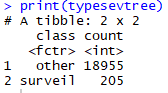 > print(typesevtree)
# A tibble: 2 x 2
class count
<fctr> <int>
1 other 18955
2 surveil 205